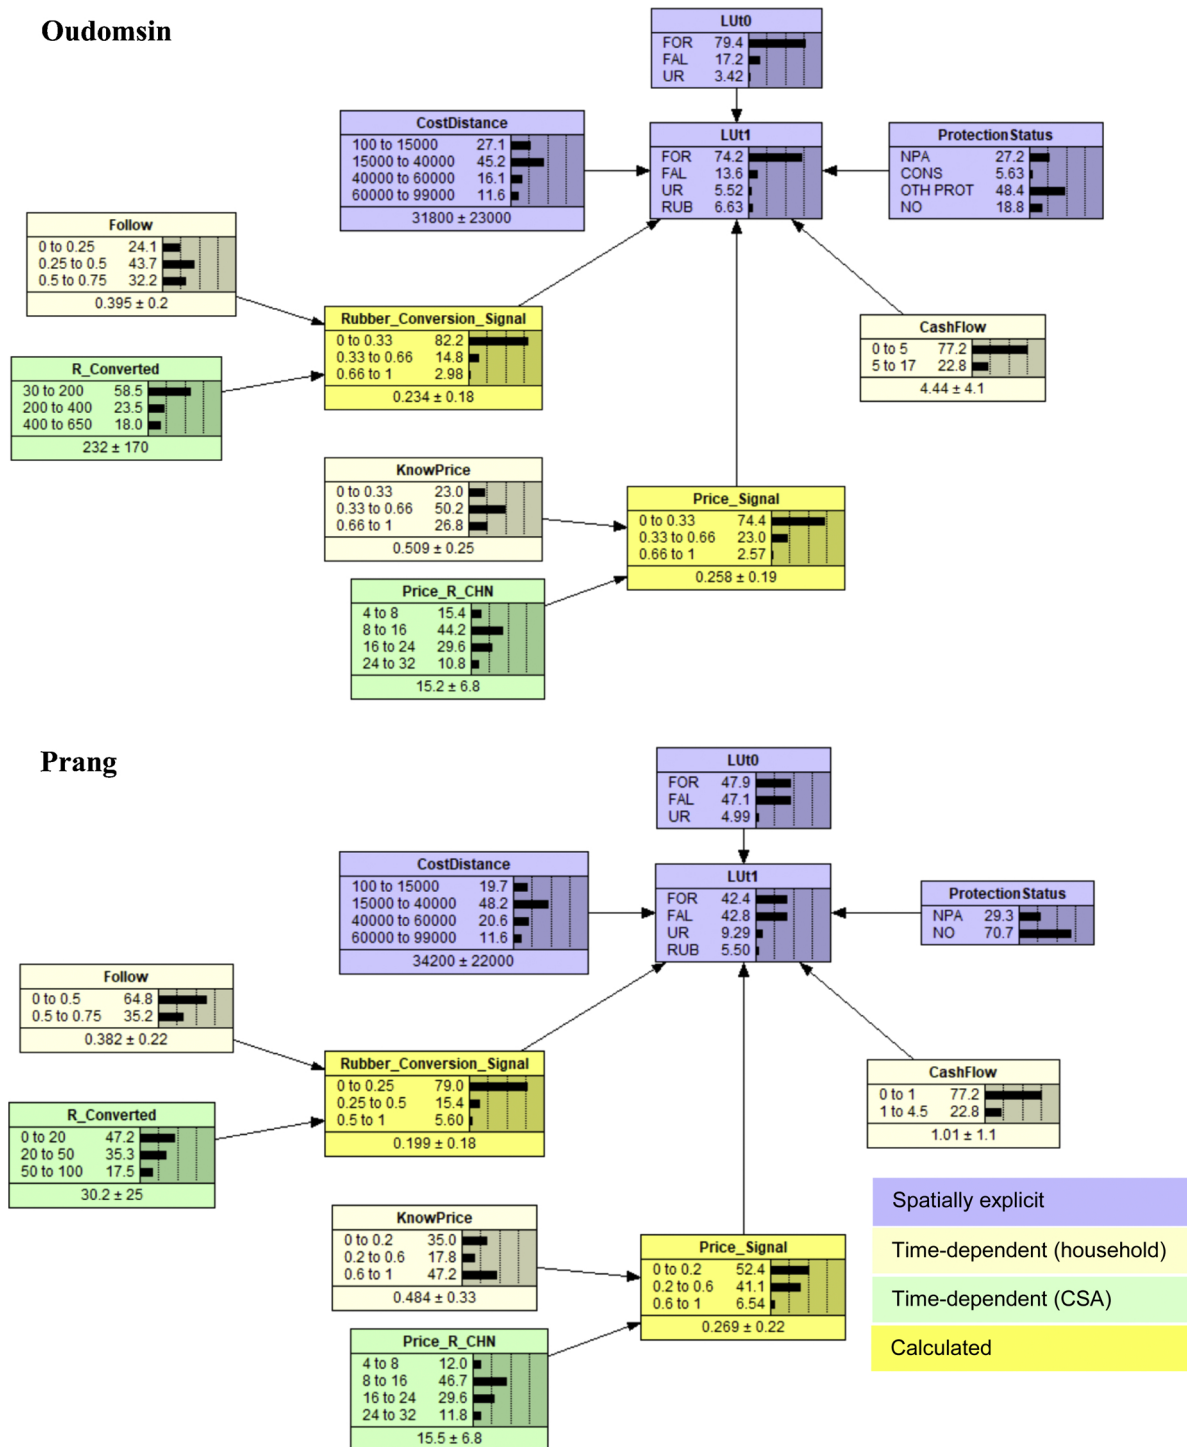 Oudomsin
LUt0
FOR 79.4
FAL 17.2
UR 3.42
CostDistance
100 to 15000 27.1
15000 to 40000 45.2
40000 to 60000 16.1
60000 to 99000 11.6
31800 ± 23000
LUt1
FOR 74.2
FAL 13.6
UR 5.52
RUB 6.63
ProtectionStatus
NPA 27.2
CONS 5.63
OTH PROT 48.4
NO 18.8
Follow
0 to 0.25 24.1
0.25 to 0.5 43.7
0.5 to 0.75 32.2
0.395 ± 0.2
Rubber_Conversion_Signal
0 to 0.33 82.2
0.33 to 0.66 14.8
0.66 to 1 2.98
0.234 ± 0.18
CashFlow
0 to 5 77.2
5 to 17 22.8
4.44 ± 4.1
R_Converted
30 to 200 58.5
200 to 400 23.5
400 to 650 18.0
232 ± 170
KnowPrice
0 to 0.33 23.0
0.33 to 0.66 50.2
0.66 to 1 26.8
0.509 ± 0.25
Price_Signal
0 to 0.33 74.4
0.33 to 0.66 23.0
0.66 to 1 2.57
0.258 ± 0.19
Price_R_CHN
4 to 8 15.4
8 to 16 44.2
16 to 24 29.6
24 to 32 10.8
15.2 ± 6.8
Prang
LUt0
FOR 47.9
FAL 47.1
UR 4.99
CostDistance
100 to 15000 19.7
15000 to 40000 48.2
40000 to 60000 20.6
60000 to 99000 11.6
34200 ± 22000
LUt1
FOR 42.4
FAL 42.8
UR 9.29
RUB 5.50
ProtectionStatus
NPA 29.3
NO 70.7
Follow
0 to 0.5 64.8
0.5 to 0.75 35.2
0.382 ± 0.22
Rubber_Conversion_Signal
0 to 0.25 79.0
0.25 to 0.5 15.4
0.5 to 1 5.60
0.199 ± 0.18
CashFlow
0 to 1 77.2
1 to 4.5 22.8
1.01 ± 1.1
R_Converted
0 to 20 47.2
20 to 50 35.3
50 to 100 17.5
30.2 ± 25
KnowPrice
0 to 0.2 35.0
0.2 to 0.6 17.8
0.6 to 1 47.2
0.484 ± 0.33
Price_Signal
0 to 0.2 52.4
0.2 to 0.6 41.1
0.6 to 1 6.54
0.269 ± 0.22
Price_R_CHN
4 to 8 12.0
8 to 16 46.7
16 to 24 29.6
24 to 32 11.8
15.5 ± 6.8
Spatially explicit
Time-dependent (household)
Time-dependent (CSA)
Calculated